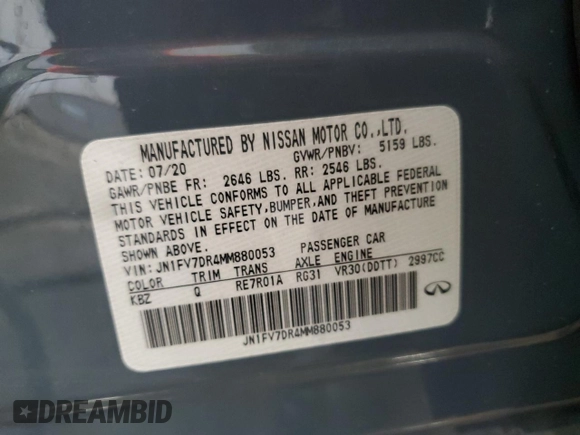 MANUFACTURED BY NISSAN MOTOR CO.,LTD.
DATE: 07/20 GVWR/PNBV: 5159 LBS.
GAWR/PNBE FR: 2646 LBS. RR: 2546 LBS.
THIS VEHICLE CONFORMS TO ALL APPLICABLE FEDERAL
MOTOR VEHICLE SAFETY, BUMPER, AND THEFT PREVENTION
STANDARDS IN EFFECT ON THE DATE OF MANUFACTURE
SHOWN ABOVE.
VIN: JN1FV7DR4MM880053 PASSENGER CAR
COLOR TRIM TRANS AXLE ENGINE
KBZ Q RE7R01A RG31 VR30(DDTT) 2997CC
JN1FV7DR4MM880053
DREAMBID